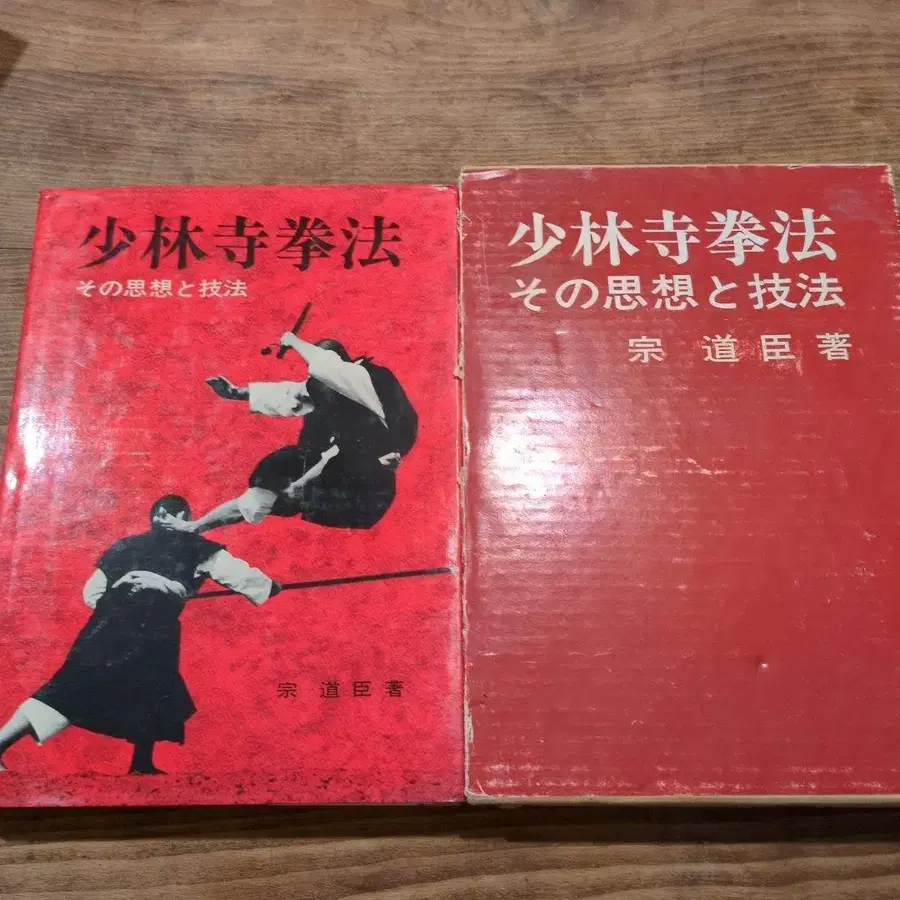 少林寺拳法
その思想と技法
宗 道臣 著
少林寺拳法
その思想と技法
宗 道臣 著